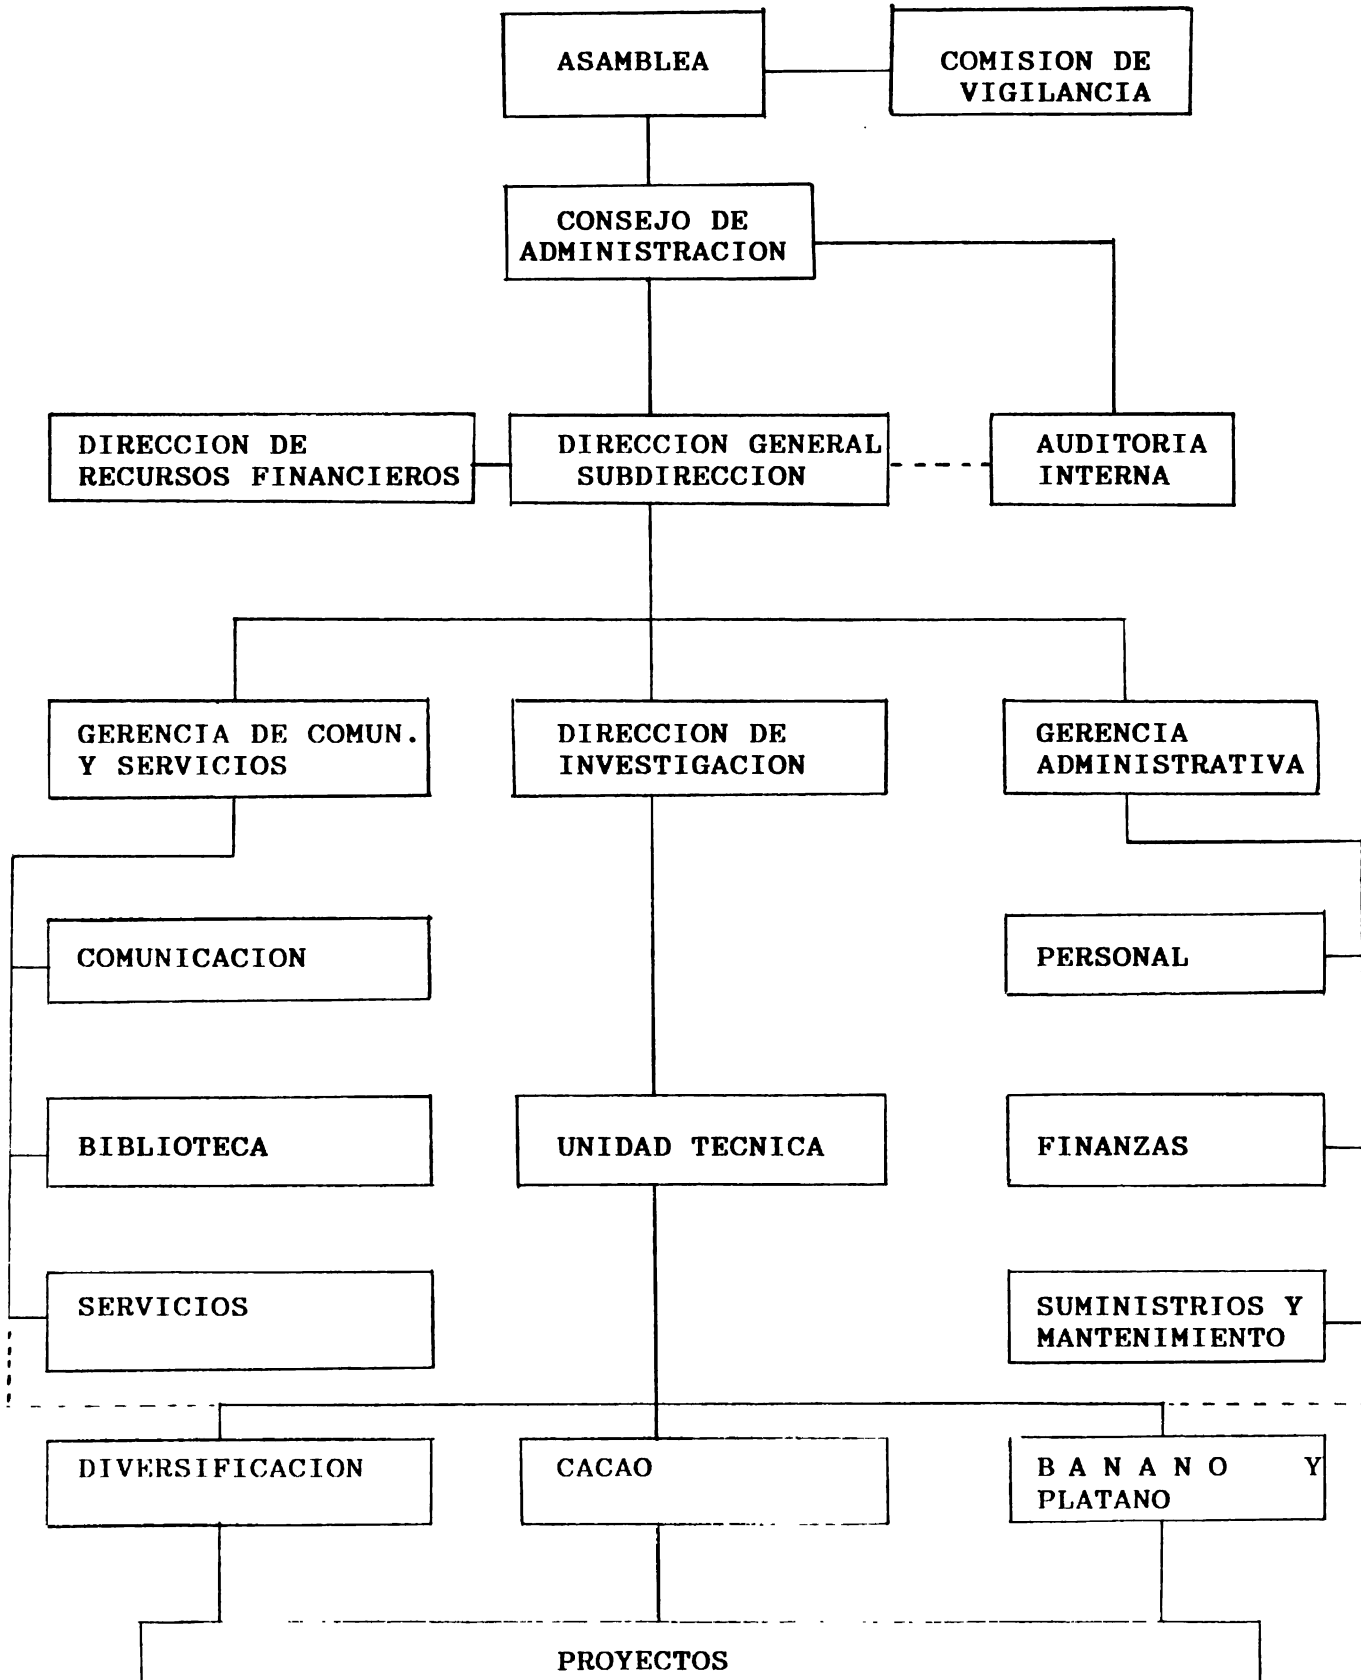 ASAMBLEA
COMISION DE
VIGILANCIA
CONSEJO DE
ADMINISTRACION
DIRECCION DE
RECURSOS FINANCIEROS
DIRECCION GENERAL
SUBDIRECCION
AUDITORIA
INTERNA
GERENCIA DE COMUN.
Y SERVICIOS
DIRECCION DE
INVESTIGACION
GERENCIA
ADMINISTRATIVA
COMUNICACION
PERSONAL
BIBLIOTECA
UNIDAD TECNICA
FINANZAS
SERVICIOS
SUMINISTRIOS Y
MANTENIMIENTO
DIVERSIFICACION
CACAO
B A N A N O Y
PLATANO
PROYECTOS